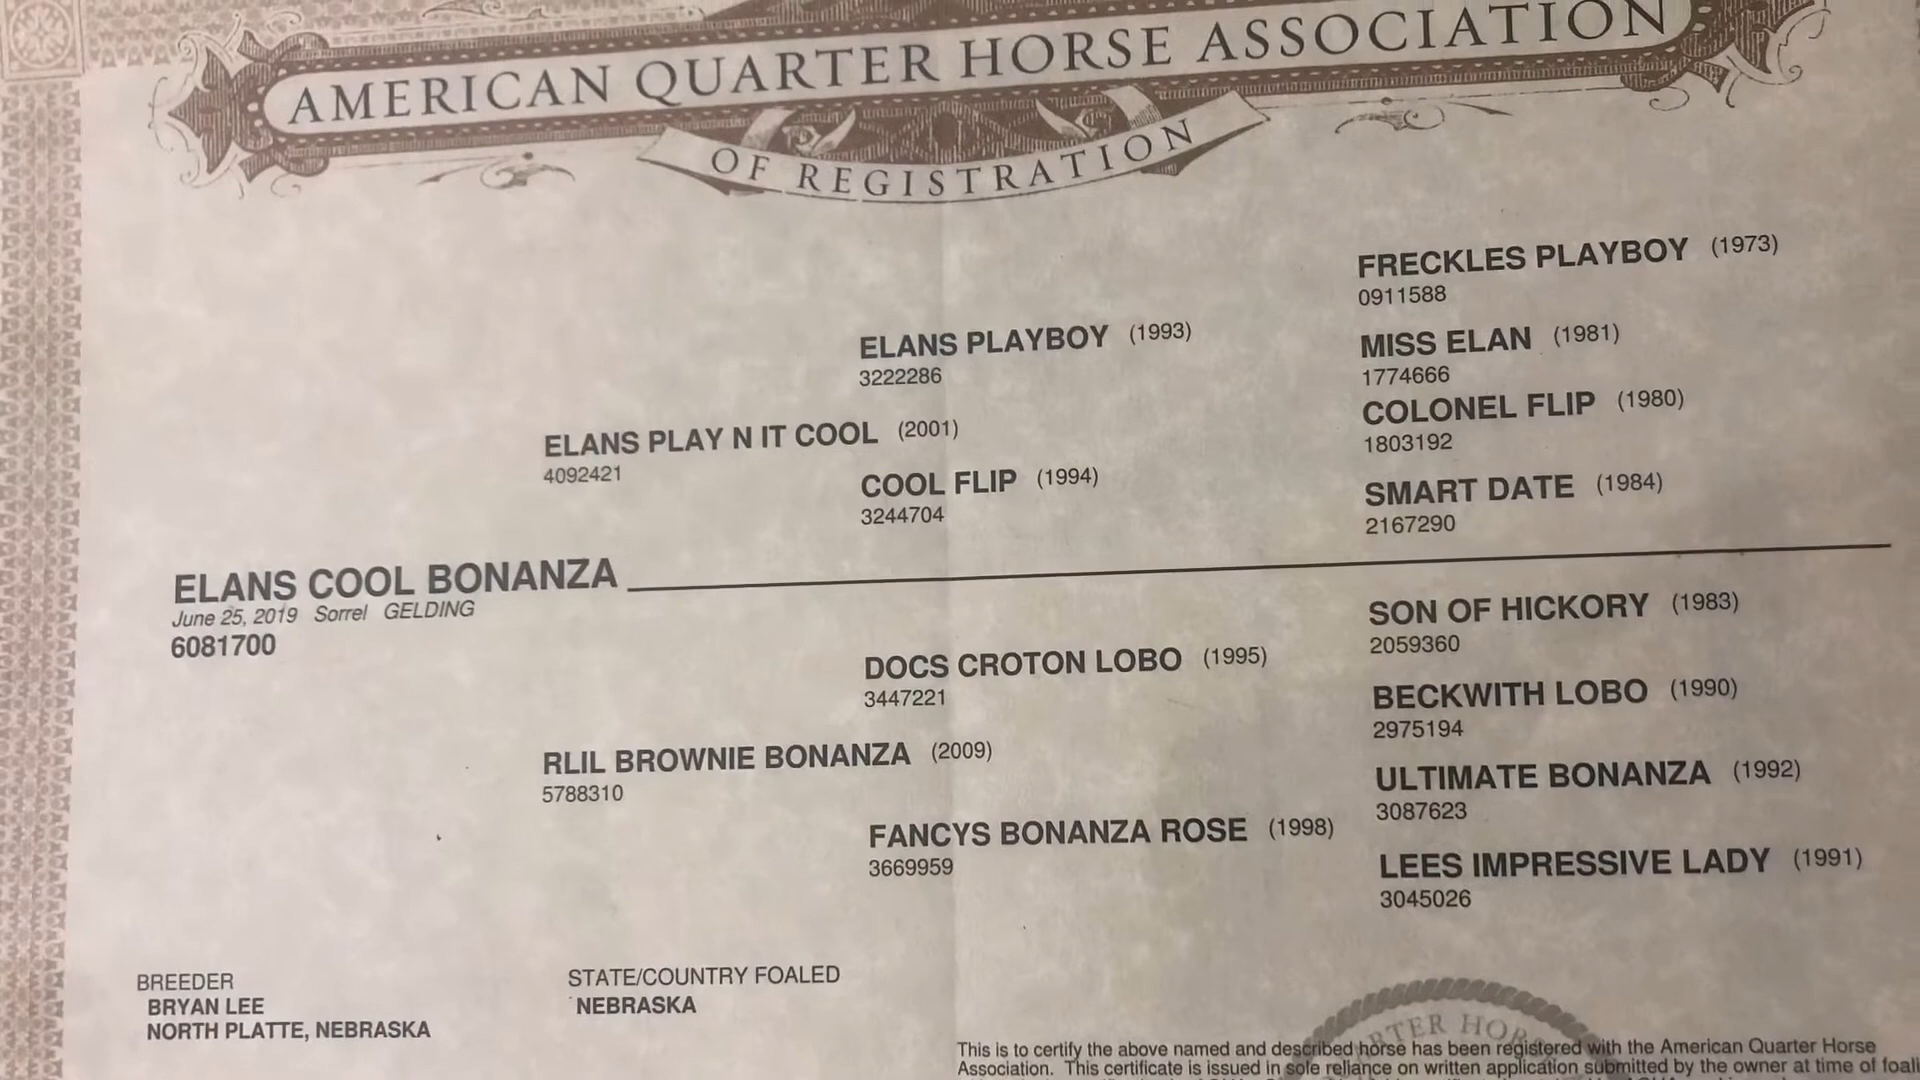 AMERICAN QUARTER HORSE ASSOCIATION
OF REGISTRATION
FRECKLES PLAYBOY (1973)
0911588
ELANS PLAYBOY (1993)
3222286
MISS ELAN (1981)
1774666
ELANS PLAY N IT COOL (2001)
4092421
COLONEL FLIP (1980)
1803192
COOL FLIP (1994)
3244704
SMART DATE (1984)
2167290
ELANS COOL BONANZA
June 25, 2019 Sorrel GELDING
6081700
SON OF HICKORY (1983)
2059360
DOCS CROTON LOBO (1995)
3447221
BECKWITH LOBO (1990)
2975194
RLIL BROWNIE BONANZA (2009)
5788310
ULTIMATE BONANZA (1992)
3087623
FANCYS BONANZA ROSE (1998)
3669959
LEES IMPRESSIVE LADY (1991)
3045026
BREEDER
BRYAN LEE
NORTH PLATTE, NEBRASKA
STATE/COUNTRY FOALED
NEBRASKA
This is to certify the above named and described horse has been registered with the American Quarter Horse
Association. This certificate is issued in sole reliance on written application submitted by the owner at time of